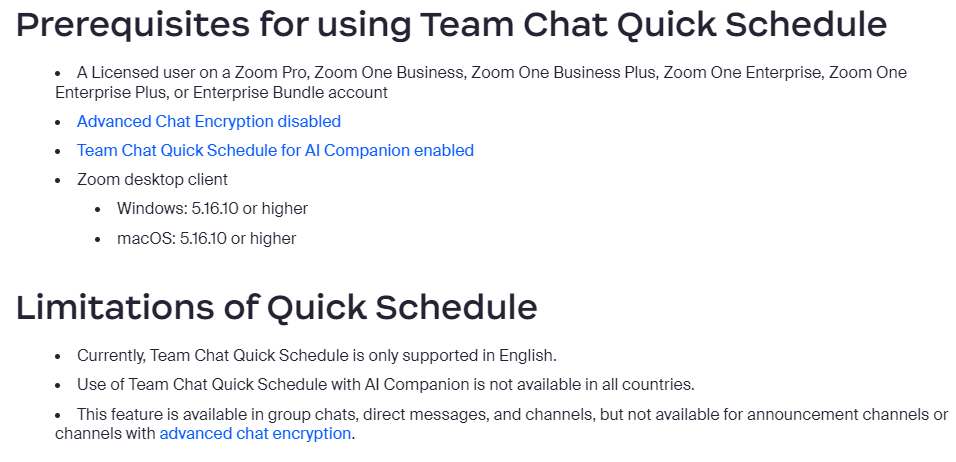 Prerequisites for using Team Chat Quick Schedule
• A Licensed user on a Zoom Pro, Zoom One Business, Zoom One Business Plus, Zoom One Enterprise, Zoom One
Enterprise Plus, or Enterprise Bundle account
• Advanced Chat Encryption disabled
• Team Chat Quick Schedule for AI Companion enabled
• Zoom desktop client
• Windows: 5.16.10 or higher
• macOS: 5.16.10 or higher
Limitations of Quick Schedule
• Currently, Team Chat Quick Schedule is only supported in English.
• Use of Team Chat Quick Schedule with AI Companion is not available in all countries.
• This feature is available in group chats, direct messages, and channels, but not available for announcement channels or
channels with advanced chat encryption.